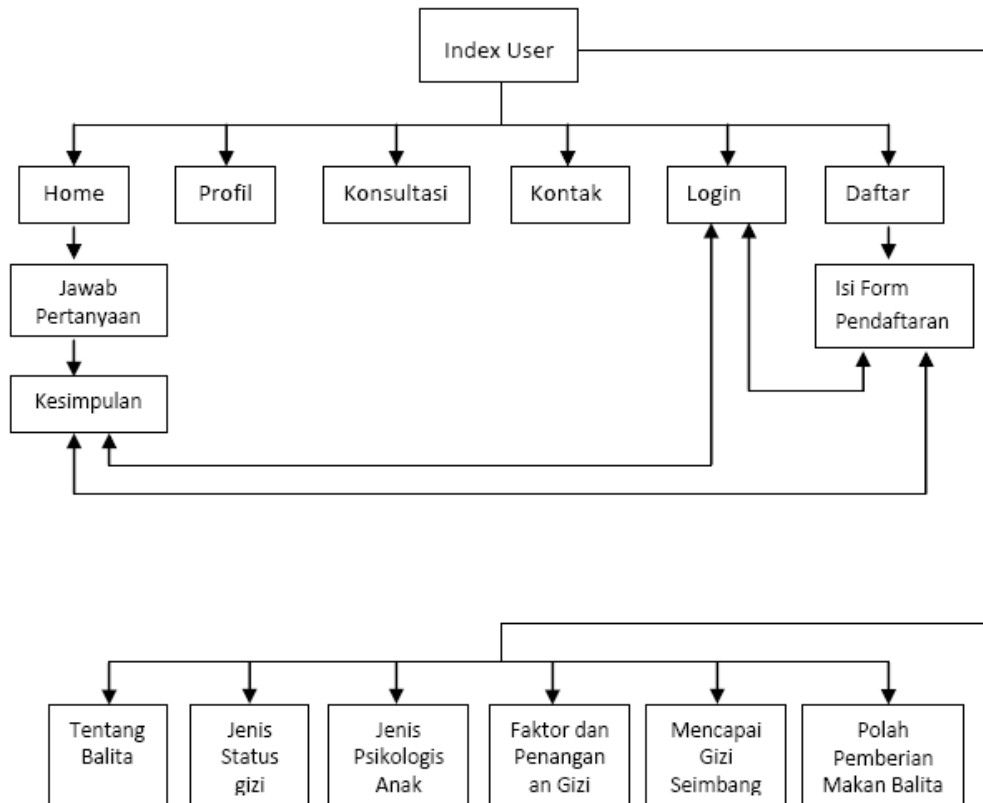 Index User
Home
Profil
Konsultasi
Kontak
Login
Daftar
Jawab
Pertanyaan
Isi Form
Pendaftaran
Kesimpulan
Tentang
Balita
Jenis
Status
gizi
Jenis
Psikologis
Anak
Faktor dan
Penangan
an Gizi
Mencapai
Gizi
Seimbang
Polah
Pemberian
Makan Balita